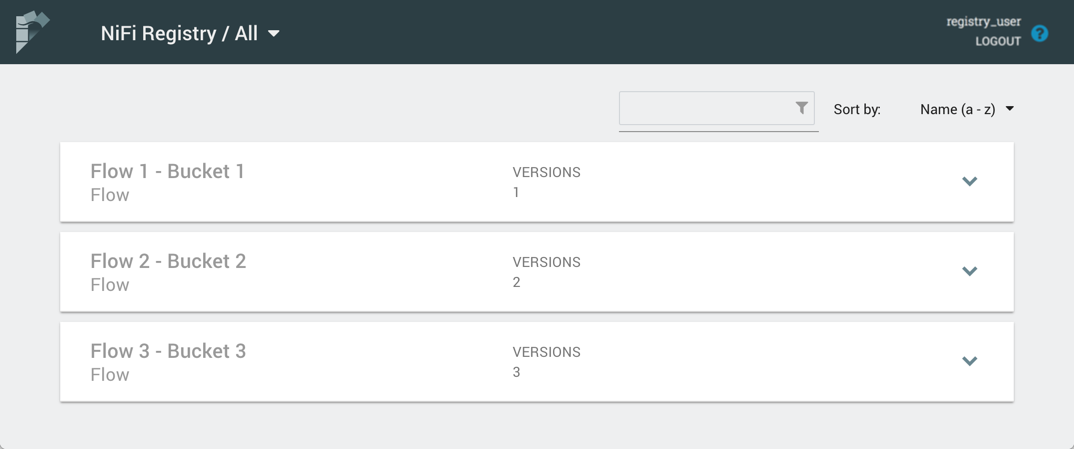 NiFi Registry / All
registry_user
LOGOUT
?
Sort by:
Name (a - z)
Flow 1 - Bucket 1
Flow
VERSIONS
1
Flow 2 - Bucket 2
Flow
VERSIONS
2
Flow 3 - Bucket 3
Flow
VERSIONS
3